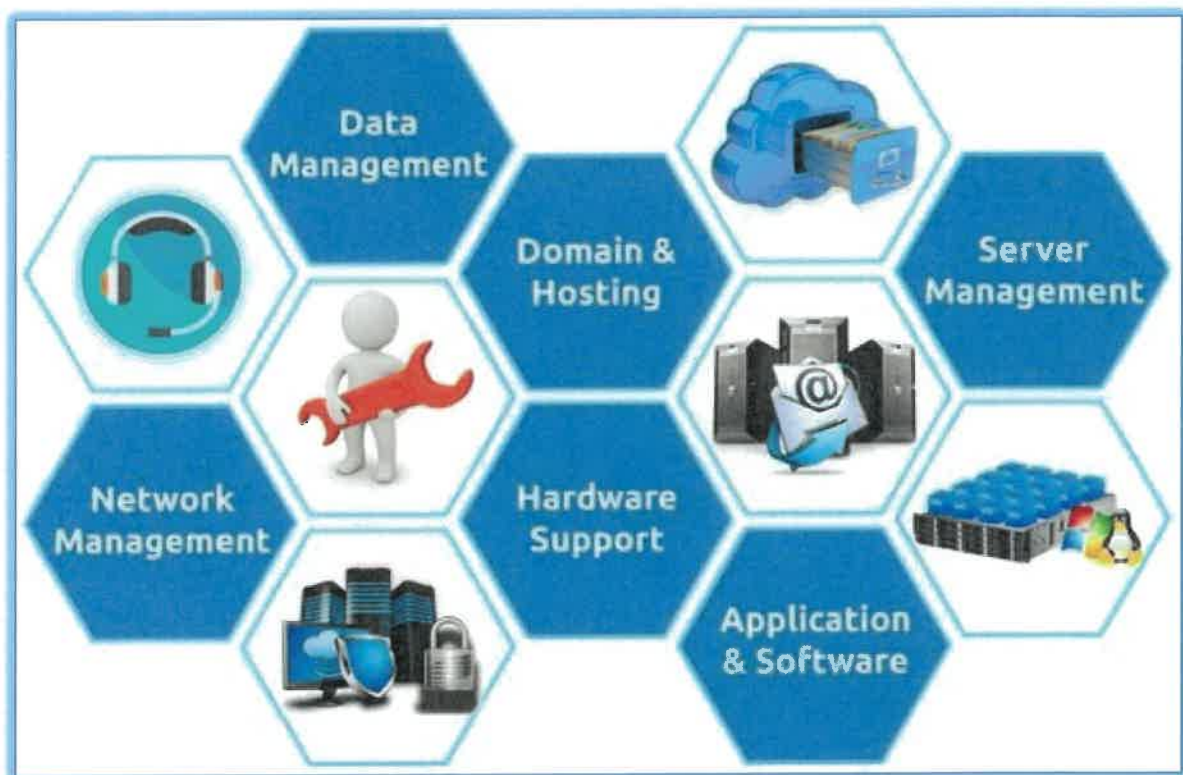 Data
Management
Domain &
Hosting
Server
Management
Network
Management
Hardware
Support
Application
& Software
@